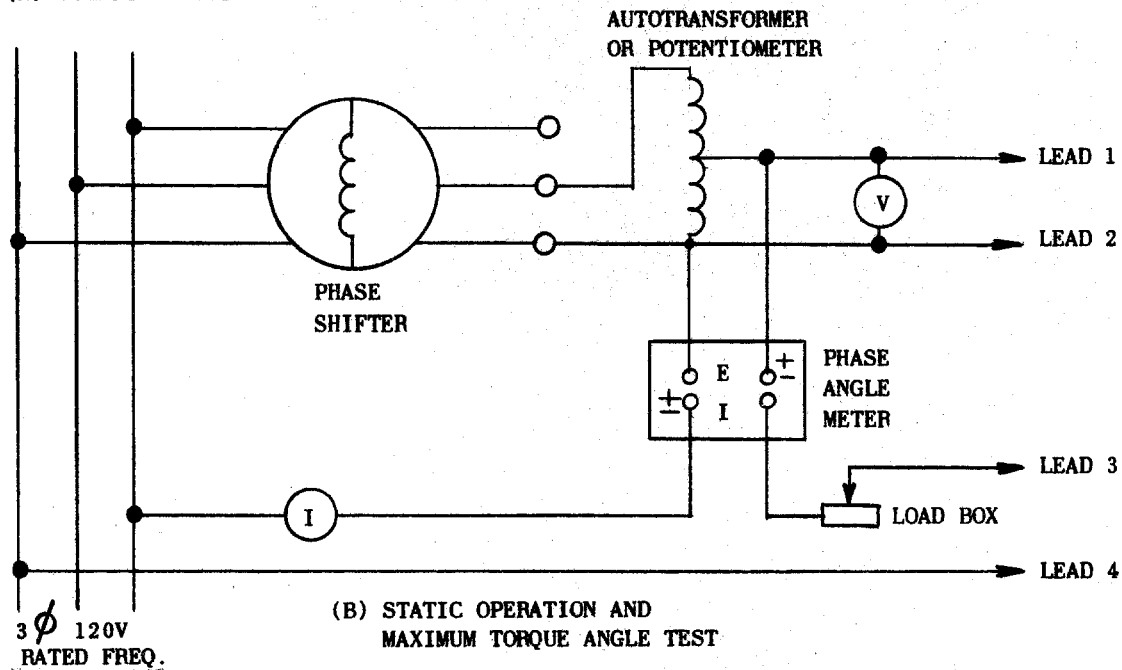 AUTOTRANSFORMER
OR POTENTIOMETER
LEAD 1
V
LEAD 2
PHASE
SHIFTER
E
I
+
-
+
-
PHASE
ANGLE
METER
LEAD 3
I
LOAD BOX
LEAD 4
(B) STATIC OPERATION AND
MAXIMUM TORQUE ANGLE TEST
3 ϕ 120V
RATED FREQ.